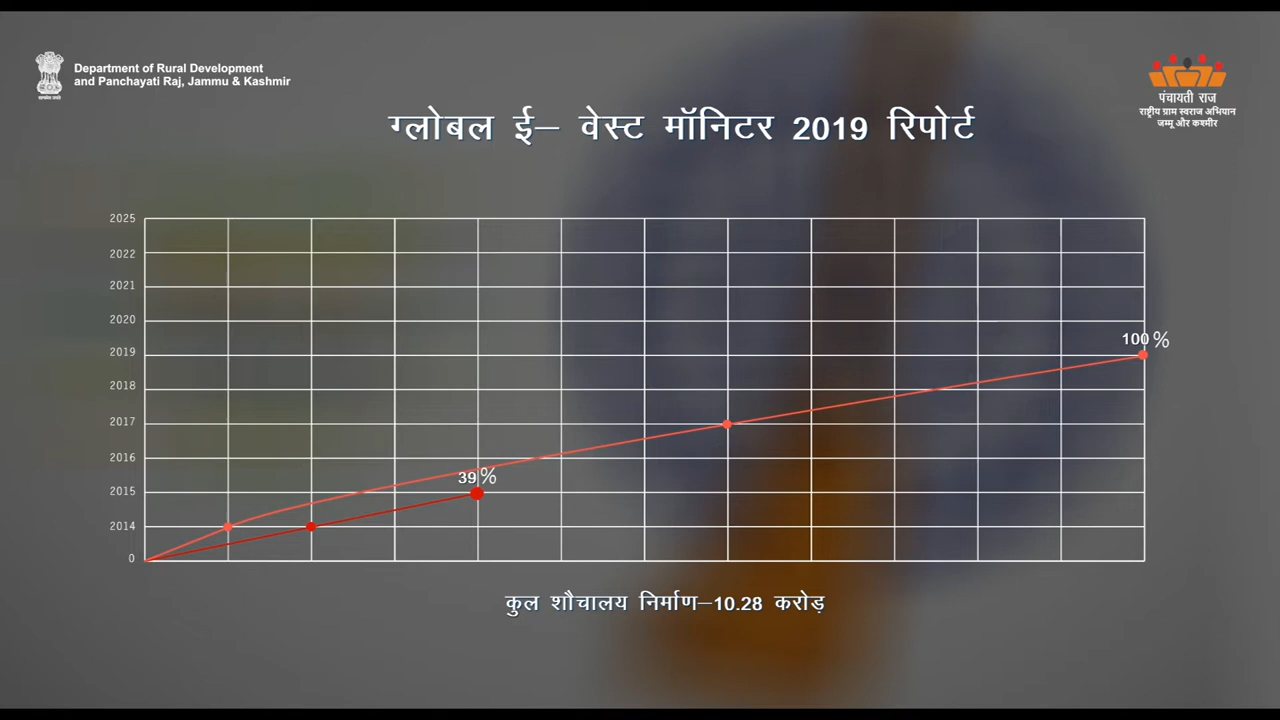 Department of Rural Development
and Panchayati Raj, Jammu & Kashmir
पंचायती राज
राष्ट्रीय ग्राम स्वराज अभियान
जम्मू और कश्मीर
ग्लोबल ई– वेस्ट मॉनिटर 2019 रिपोर्ट
2025
2022
2021
2020
2019
2018
2017
2016
2015
2014
0
100%
39%
कुल शौचालय निर्माण–10.28 करोड़